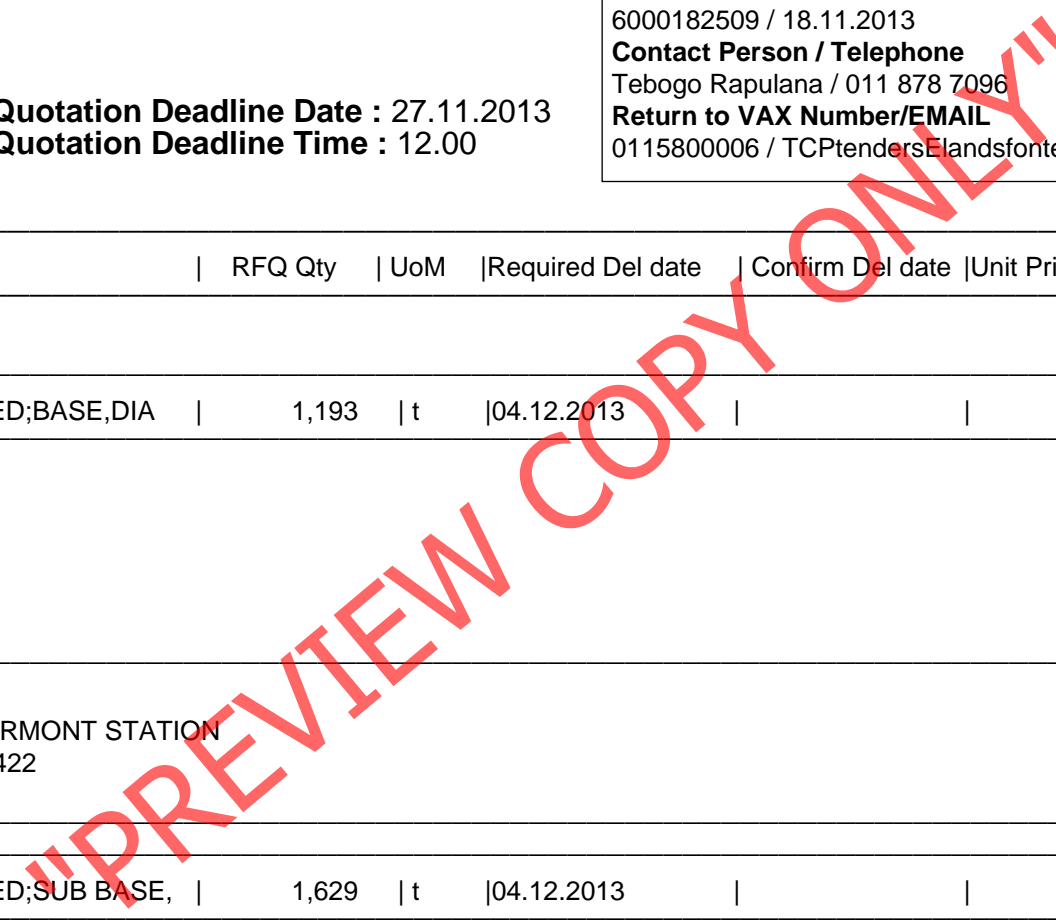 6000182509 / 18.11.2013
Contact Person / Telephone
Tebogo Rapulana / 011 878 7096
Quotation Deadline Date : 27.11.2013
Return to VAX Number/EMAIL
Quotation Deadline Time : 12.00
0115800006 / TCPtendersElandsfonte
| RFQ Qty | UoM |Required Del date | Confirm Del date |Unit Pri
ED;BASE,DIA | 1,193 | t |04.12.2013 | |
RMONT STATION
422
ED;SUB BASE, | 1,629 | t |04.12.2013 | |
"PREVIEW COPY ONLY"